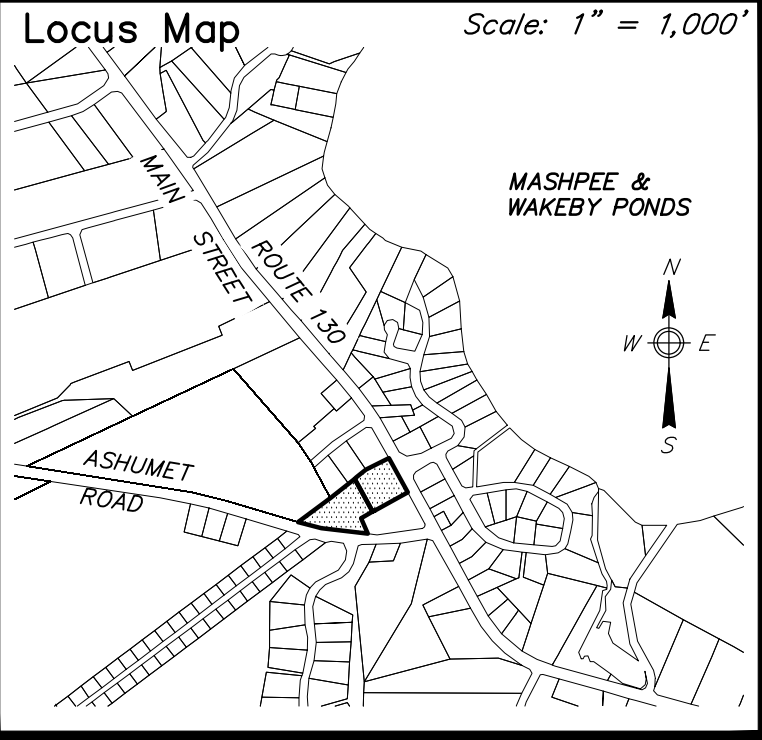 Locus Map
Scale: 1" = 1,000'
MASHPEE &
WAKEBY PONDS
MAIN
STREET
ROUTE 130
N
W E
S
ASHUMET
ROAD